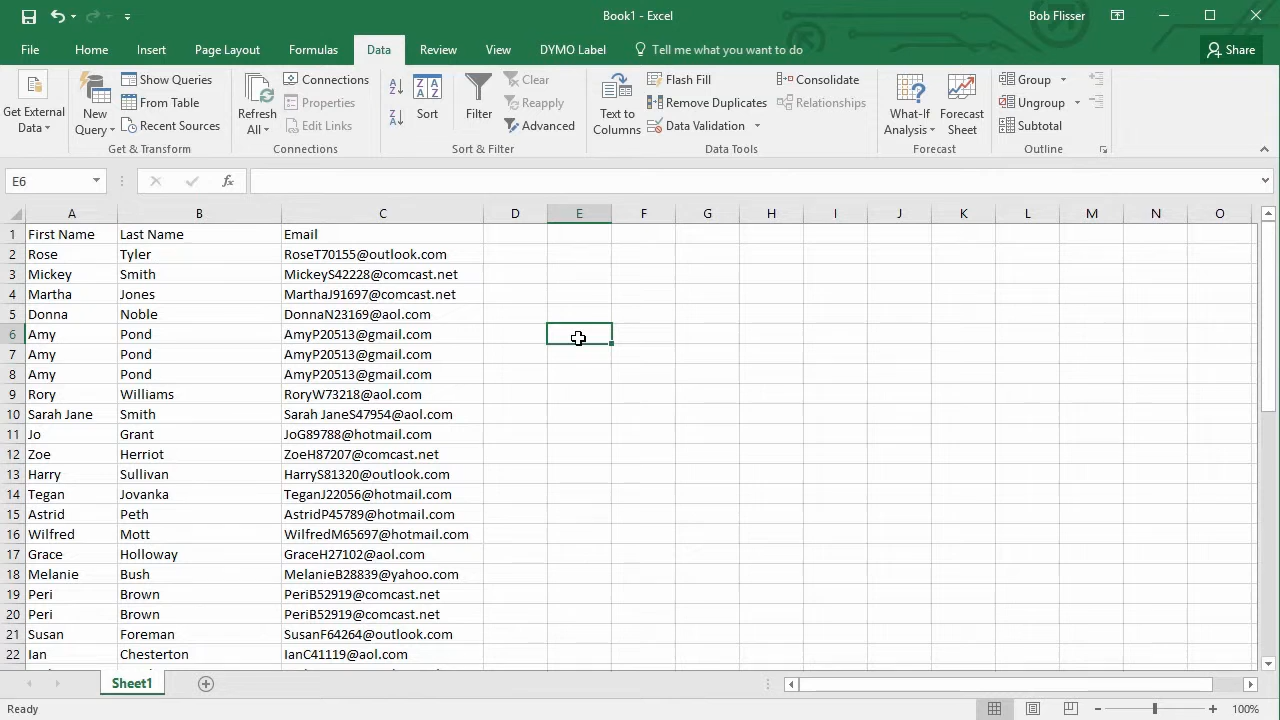 Book1 - Excel
Bob Flisser
File Home Insert Page Layout Formulas Data Review View DYMO Label Tell me what you want to do Share
Get External Data
New Query
Show Queries
From Table
Recent Sources
Get & Transform
Refresh All
Connections
Properties
Edit Links
Connections
Sort
Filter
Clear
Reapply
Advanced
Sort & Filter
Text to Columns
Flash Fill
Remove Duplicates
Data Validation
Consolidate
Relationships
Data Tools
What-If Analysis
Forecast Sheet
Forecast
Group
Ungroup
Subtotal
Outline
E6
fx
A B C D E F G H I J K L M N O
1 First Name Last Name Email
2 Rose Tyler RoseT70155@outlook.com
3 Mickey Smith MickeyS42228@comcast.net
4 Martha Jones MarthaJ91697@comcast.net
5 Donna Noble DonnaN23169@aol.com
6 Amy Pond AmyP20513@gmail.com
7 Amy Pond AmyP20513@gmail.com
8 Amy Pond AmyP20513@gmail.com
9 Rory Williams RoryW73218@aol.com
10 Sarah Jane Smith Sarah JaneS47954@aol.com
11 Jo Grant JoG89788@hotmail.com
12 Zoe Herriot ZoeH87207@comcast.net
13 Harry Sullivan HarryS81320@outlook.com
14 Tegan Jovanka TeganJ22056@hotmail.com
15 Astrid Peth AstridP45789@hotmail.com
16 Wilfred Mott WilfredM65697@hotmail.com
17 Grace Holloway GraceH27102@aol.com
18 Melanie Bush MelanieB28839@yahoo.com
19 Peri Brown PeriB52919@comcast.net
20 Peri Brown PeriB52919@comcast.net
21 Susan Foreman SusanF64264@outlook.com
22 Ian Chesterton IanC41119@aol.com
Sheet1
Ready
100%